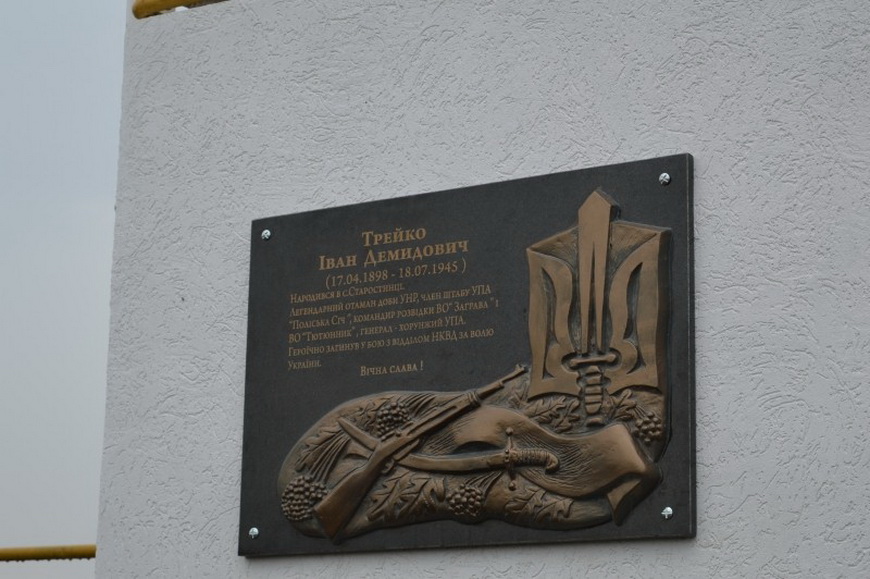 Трейко
Іван Демидович
(17.04.1898 - 18.07.1945 )
Народився в с.Старостинці.
Легендарний отаман доби УНР, член штабу УПА
"Поліська Січ", командир розвідки ВО" Заграва " і
ВО "Тютюнник" , генерал - хорунжий УПА.
Героїчно загинув у бою з відділом НКВД за волю
України.
Вічна слава !